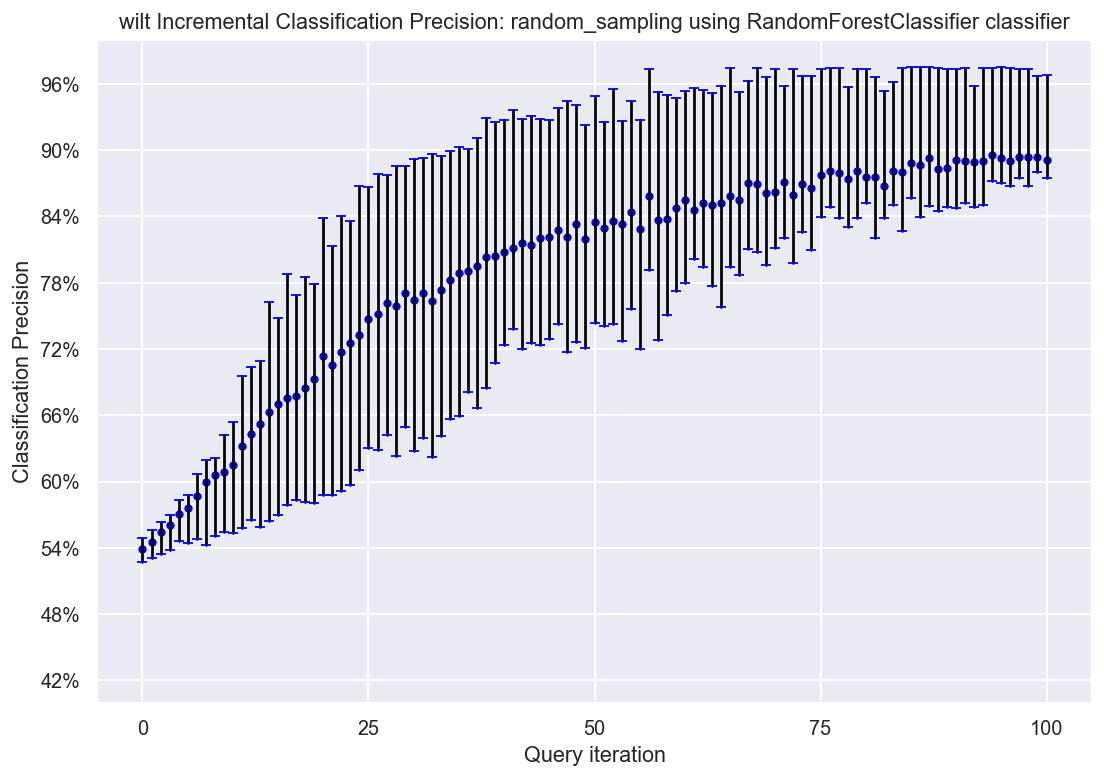 wilt Incremental Classification Precision: random_sampling using RandomForestClassifier classifier
Classification Precision
96%
90%
84%
78%
72%
66%
60%
54%
48%
42%
0 25 50 75 100
Query iteration